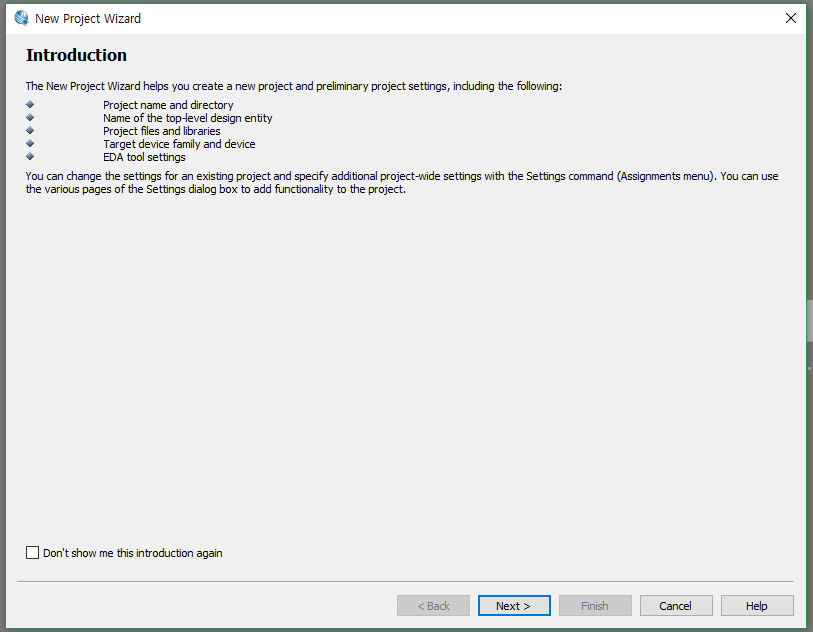 New Project Wizard
Introduction
The New Project Wizard helps you create a new project and preliminary project settings, including the following:
Project name and directory
Name of the top-level design entity
Project files and libraries
Target device family and device
EDA tool settings
You can change the settings for an existing project and specify additional project-wide settings with the Settings command (Assignments menu). You can use
the various pages of the Settings dialog box to add functionality to the project.
Don't show me this introduction again
< Back Next > Finish Cancel Help